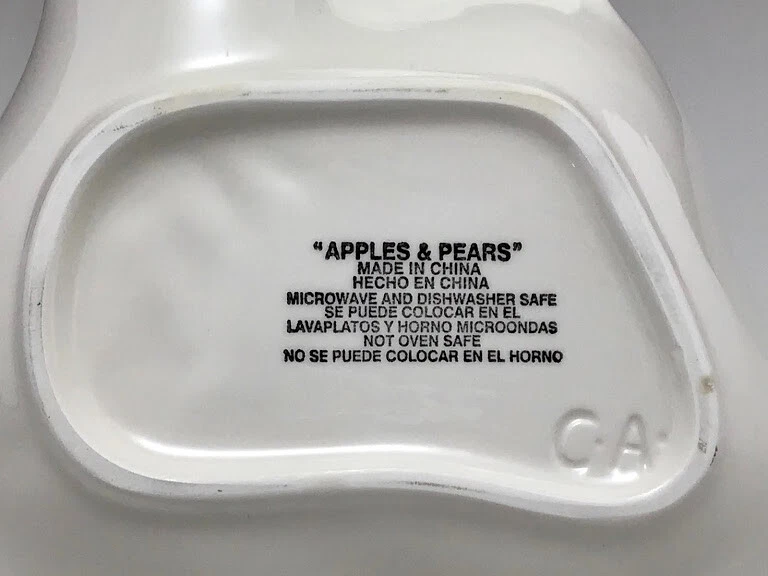 “APPLES & PEARS”
MADE IN CHINA
HECHO EN CHINA
MICROWAVE AND DISHWASHER SAFE
SE PUEDE COLOCAR EN EL
LAVAPLATOS Y HORNO MICROONDAS
NOT OVEN SAFE
NO SE PUEDE COLOCAR EN EL HORNO
C·A·